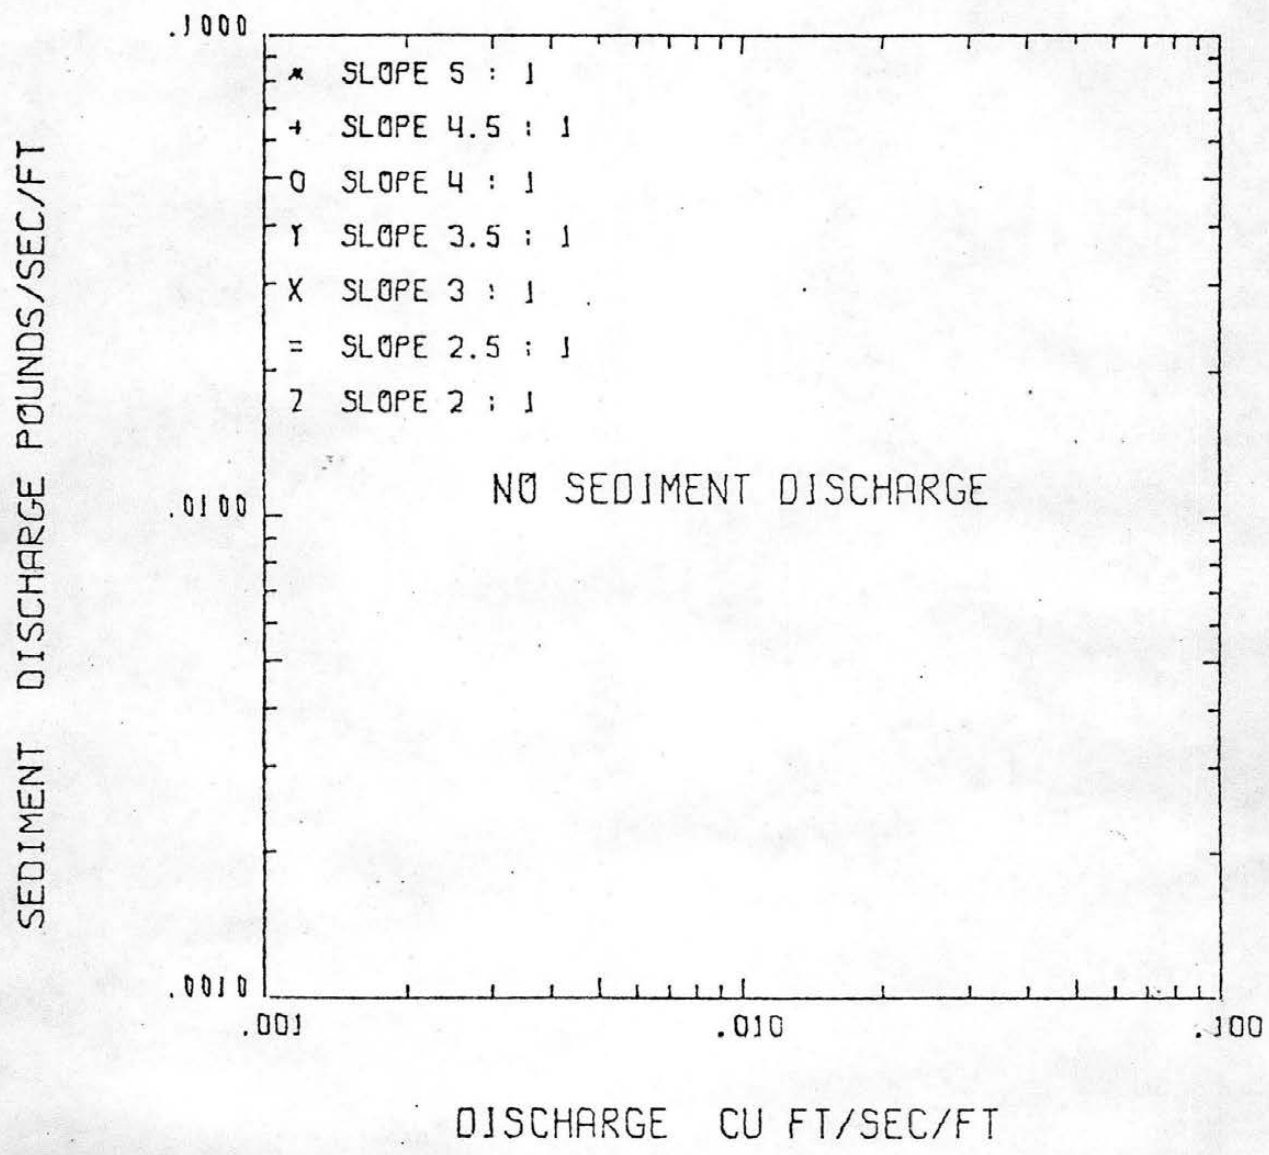 .1000
* SLOPE 5 : 1
+ SLOPE 4.5 : 1
O SLOPE 4 : 1
Y SLOPE 3.5 : 1
X SLOPE 3 : 1
= SLOPE 2.5 : 1
Z SLOPE 2 : 1
NO SEDIMENT DISCHARGE
.0100
SEDIMENT DISCHARGE POUNDS/SEC/FT
.0010
.001 .010 .100
DISCHARGE CU FT/SEC/FT